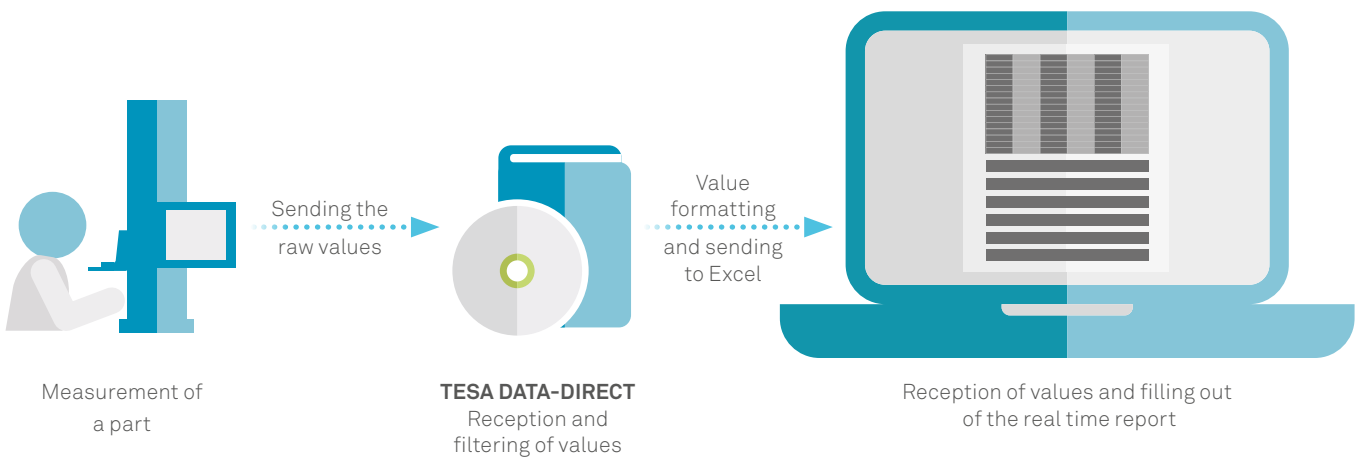 Sending the
raw values
Value
formatting
and sending
to Excel
Measurement of
a part
TESA DATA-DIRECT
Reception and
filtering of values
Reception of values and filling out
of the real time report